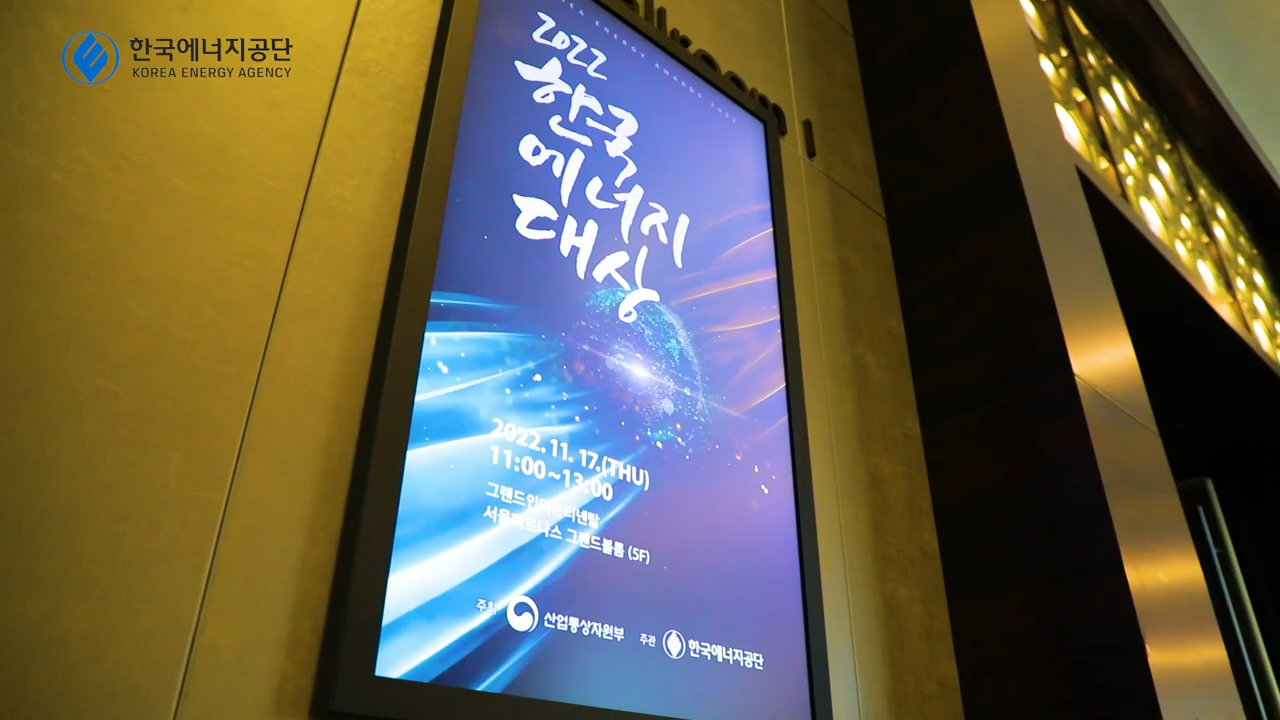 한국에너지공단
KOREA ENERGY AGENCY
ENERGY AWARDS 2022
2022
한국
에너지
대상
2022. 11. 17.(THU)
11:00~13:00
그랜드인터컨티넨탈
서울파르나스 그랜드볼룸 (5F)
주최 산업통상자원부 주관 한국에너지공단